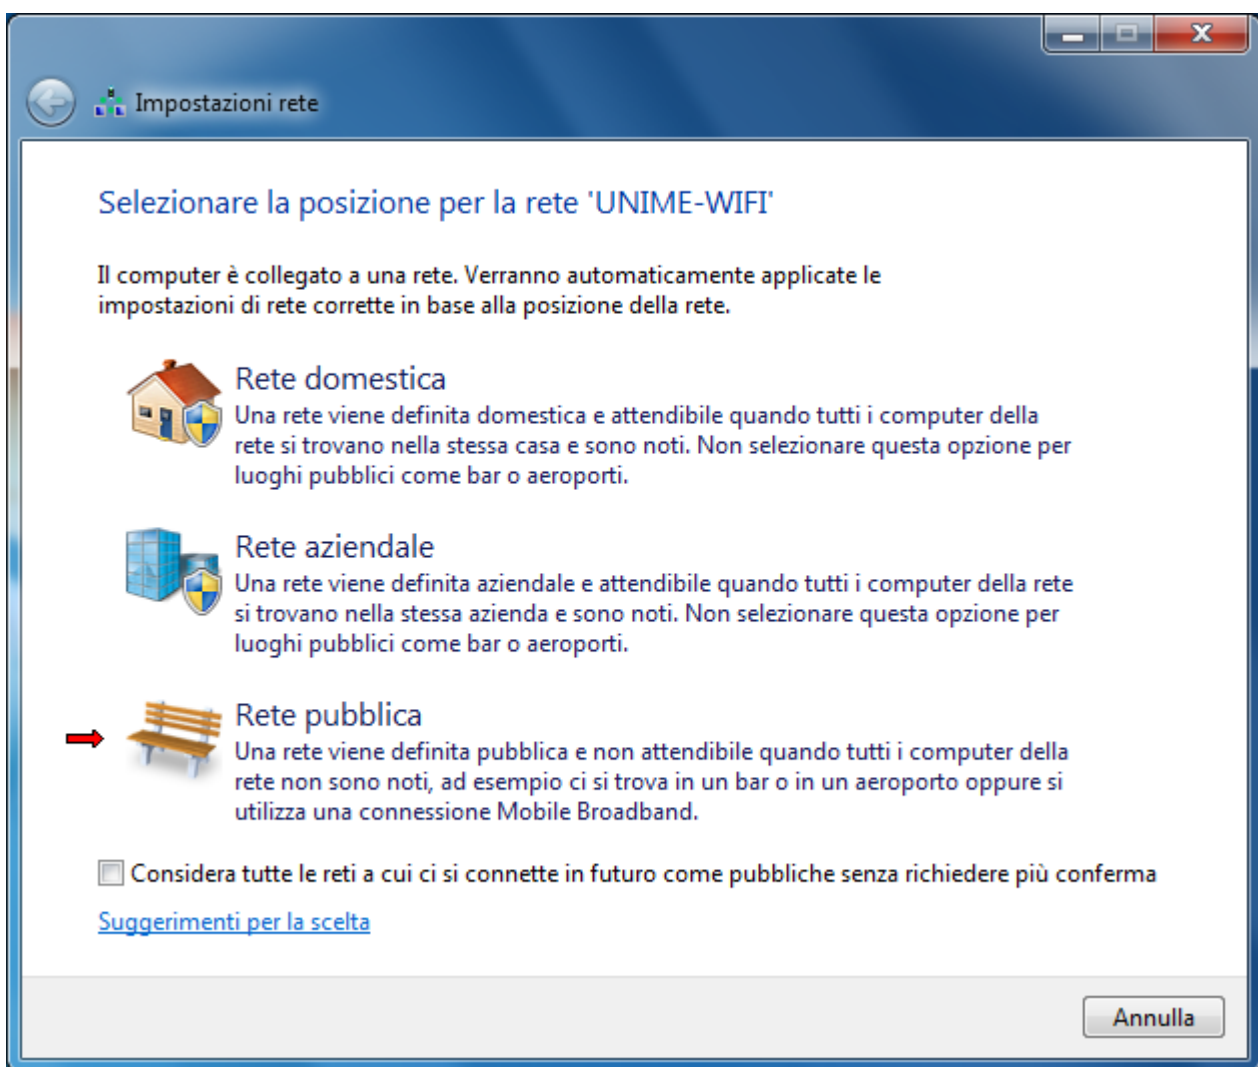 Impostazioni rete
Selezionare la posizione per la rete 'UNIME-WIFI'
Il computer è collegato a una rete. Verranno automaticamente applicate le
impostazioni di rete corrette in base alla posizione della rete.
Rete domestica
Una rete viene definita domestica e attendibile quando tutti i computer della
rete si trovano nella stessa casa e sono noti. Non selezionare questa opzione per
luoghi pubblici come bar o aeroporti.
Rete aziendale
Una rete viene definita aziendale e attendibile quando tutti i computer della rete
si trovano nella stessa azienda e sono noti. Non selezionare questa opzione per
luoghi pubblici come bar o aeroporti.
Rete pubblica
Una rete viene definita pubblica e non attendibile quando tutti i computer della
rete non sono noti, ad esempio ci si trova in un bar o in un aeroporto oppure si
utilizza una connessione Mobile Broadband.
Considera tutte le reti a cui ci si connette in futuro come pubbliche senza richiedere più conferma
Suggerimenti per la scelta
Annulla